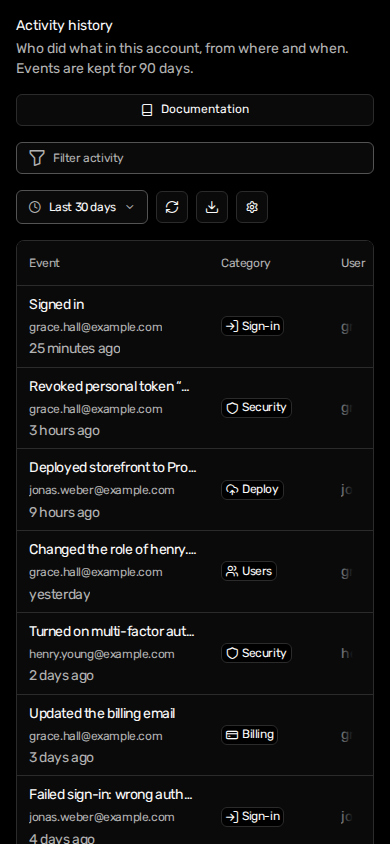 Activity history
Who did what in this account, from where and when.
Events are kept for 90 days.
Documentation
Filter activity
Last 30 days
Event Category User
Signed in
grace.hall@example.com
25 minutes ago
Sign-in
Revoked personal token “…
grace.hall@example.com
3 hours ago
Security
Deployed storefront to Pro…
jonas.weber@example.com
9 hours ago
Deploy
Changed the role of henry.…
grace.hall@example.com
yesterday
Users
Turned on multi-factor aut…
henry.young@example.com
2 days ago
Security
Updated the billing email
grace.hall@example.com
3 days ago
Billing
Failed sign-in: wrong auth…
jonas.weber@example.com
4 days ago
Sign-in